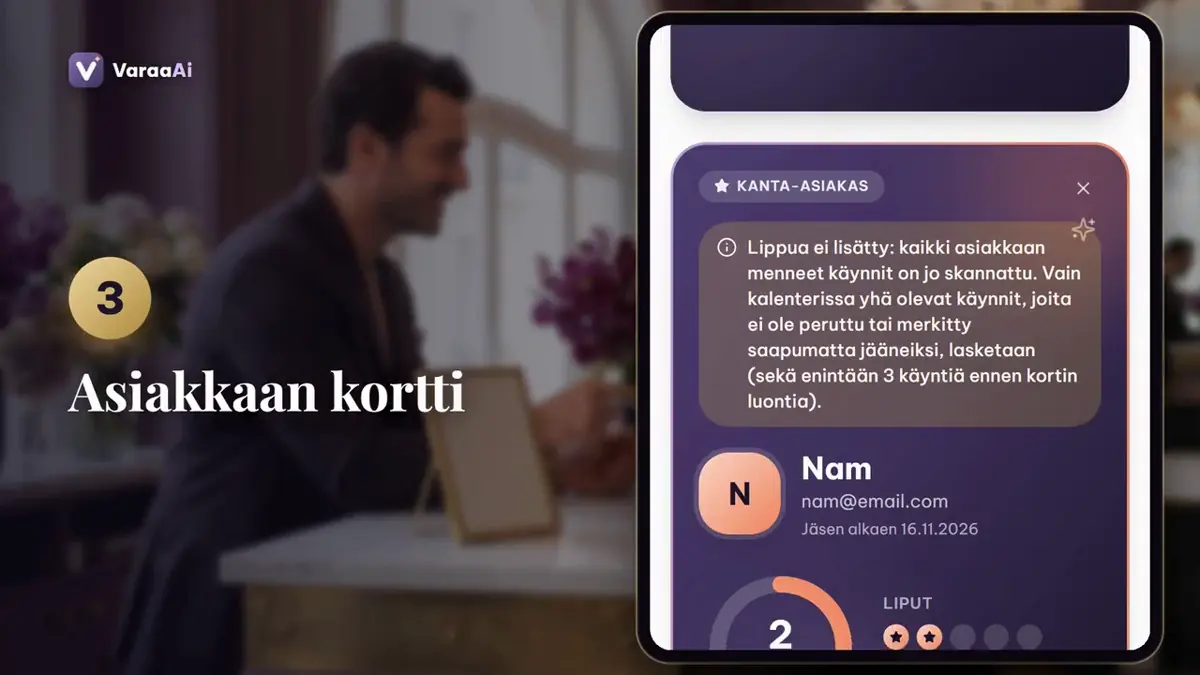 VaraaAi
3
Asiakkaan kortti
KANTA-ASIAKAS
Lippua ei lisätty: kaikki asiakkaan
menneet käynnit on jo skannattu. Vain
kalenterissa yhä olevat käynnit, joita
ei ole peruttu tai merkitty
saapumatta jääneiksi, lasketaan
(sekä enintään 3 käyntiä ennen kortin
luontia).
N
Nam
nam@email.com
Jäsen alkaen 16.11.2026
2
LIPUT